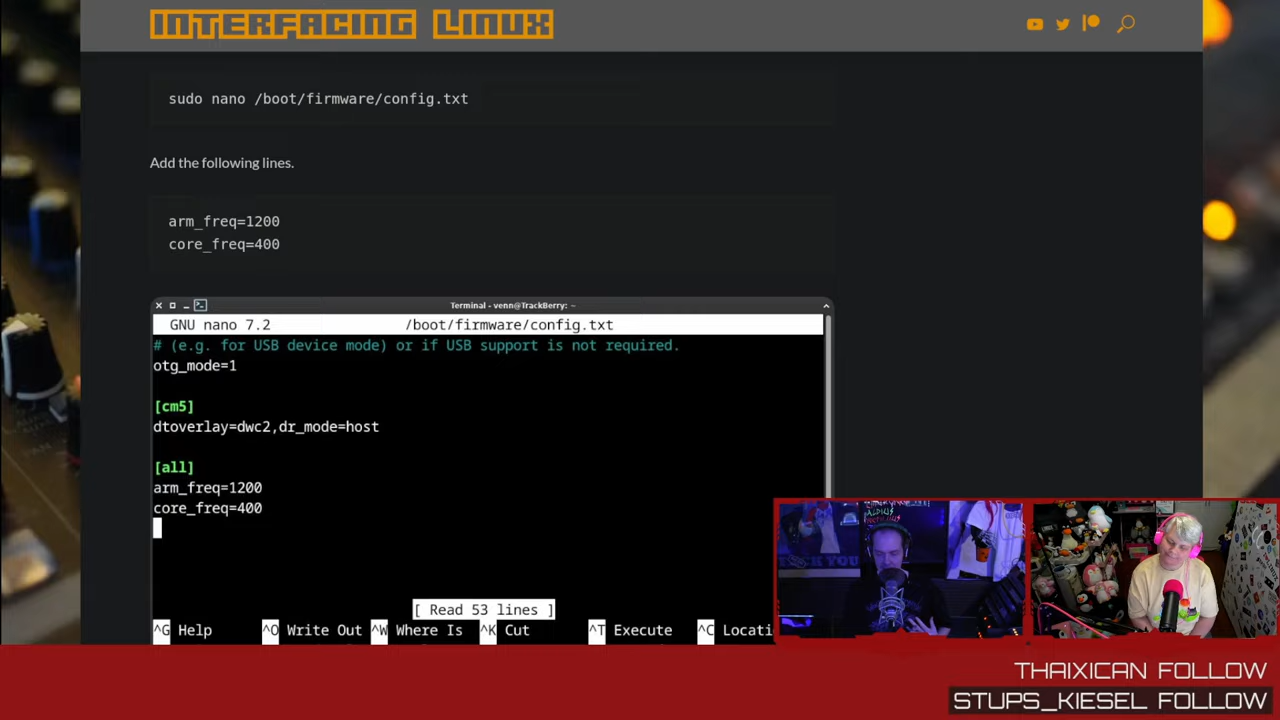 INTERFACING LINUX
sudo nano /boot/firmware/config.txt
Add the following lines.
arm_freq=1200
core_freq=400
Terminal - venn@TrackBerry: ~
GNU nano 7.2 /boot/firmware/config.txt
# (e.g. for USB device mode) or if USB support is not required.
otg_mode=1
[cm5]
dtoverlay=dwc2,dr_mode=host
[all]
arm_freq=1200
core_freq=400
[ Read 53 lines ]
^G Help ^O Write Out ^W Where Is ^K Cut ^T Execute ^C Locati
THAIXICAN FOLLOW
STUPS_KIESEL FOLLOW